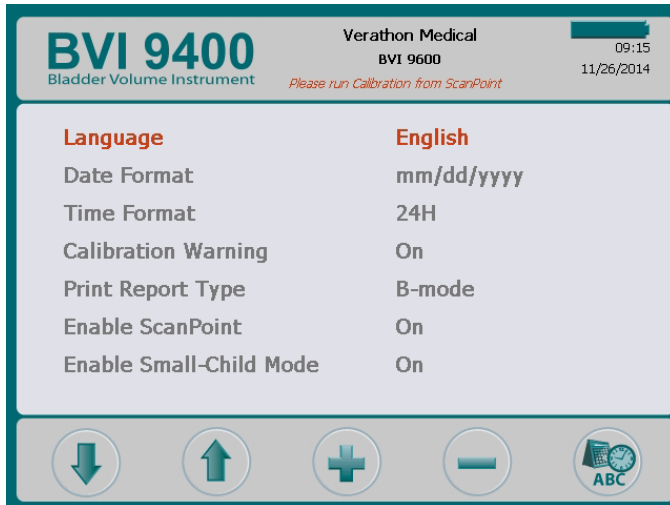 BVI 9400
Bladder Volume Instrument
Verathon Medical
BVI 9600
Please run Calibration from ScanPoint
09:15
11/26/2014
Language English
Date Format mm/dd/yyyy
Time Format 24H
Calibration Warning On
Print Report Type B-mode
Enable ScanPoint On
Enable Small-Child Mode On
ABC